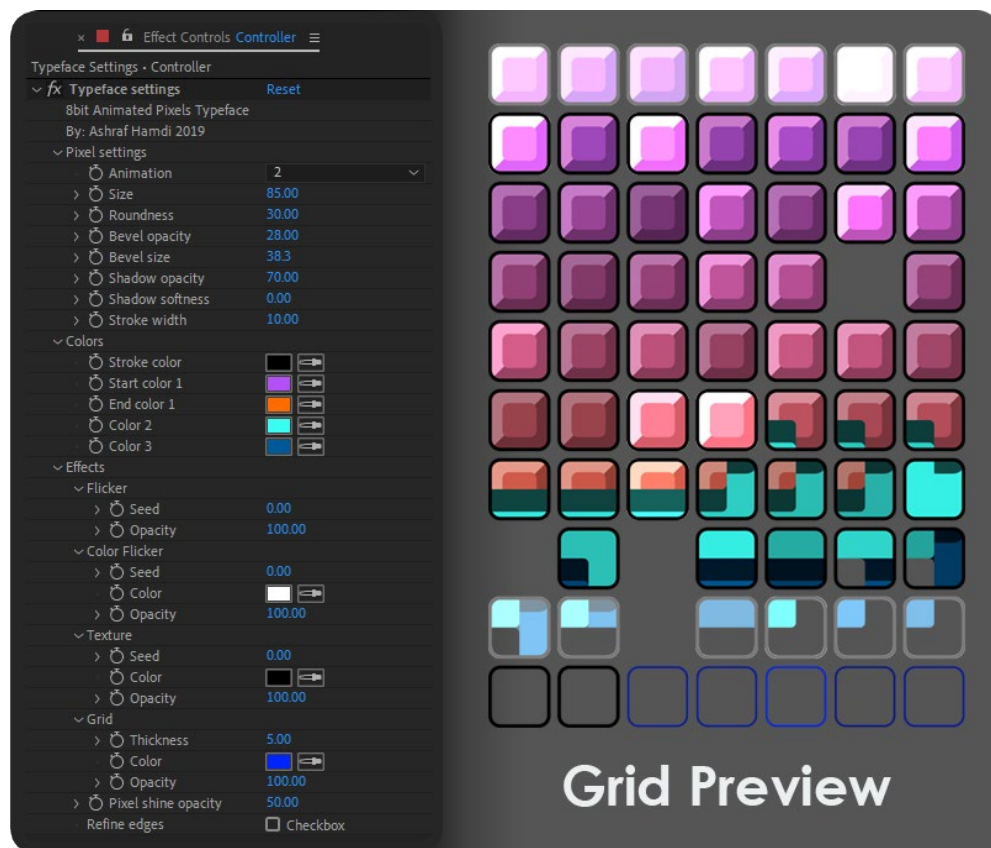 Effect Controls Controller
Typeface Settings • Controller
fx Typeface settings Reset
8bit Animated Pixels Typeface
By: Ashraf Hamdi 2019
Pixel settings
Animation 2
Size 85.00
Roundness 30.00
Bevel opacity 28.00
Bevel size 38.3
Shadow opacity 70.00
Shadow softness 0.00
Stroke width 10.00
Colors
Stroke color
Start color 1
End color 1
Color 2
Color 3
Effects
Flicker
Seed 0.00
Opacity 100.00
Color Flicker
Seed 0.00
Color
Opacity 100.00
Texture
Seed 0.00
Color
Opacity 100.00
Grid
Thickness 5.00
Color
Opacity 100.00
Pixel shine opacity 50.00
Refine edges Checkbox
Grid Preview